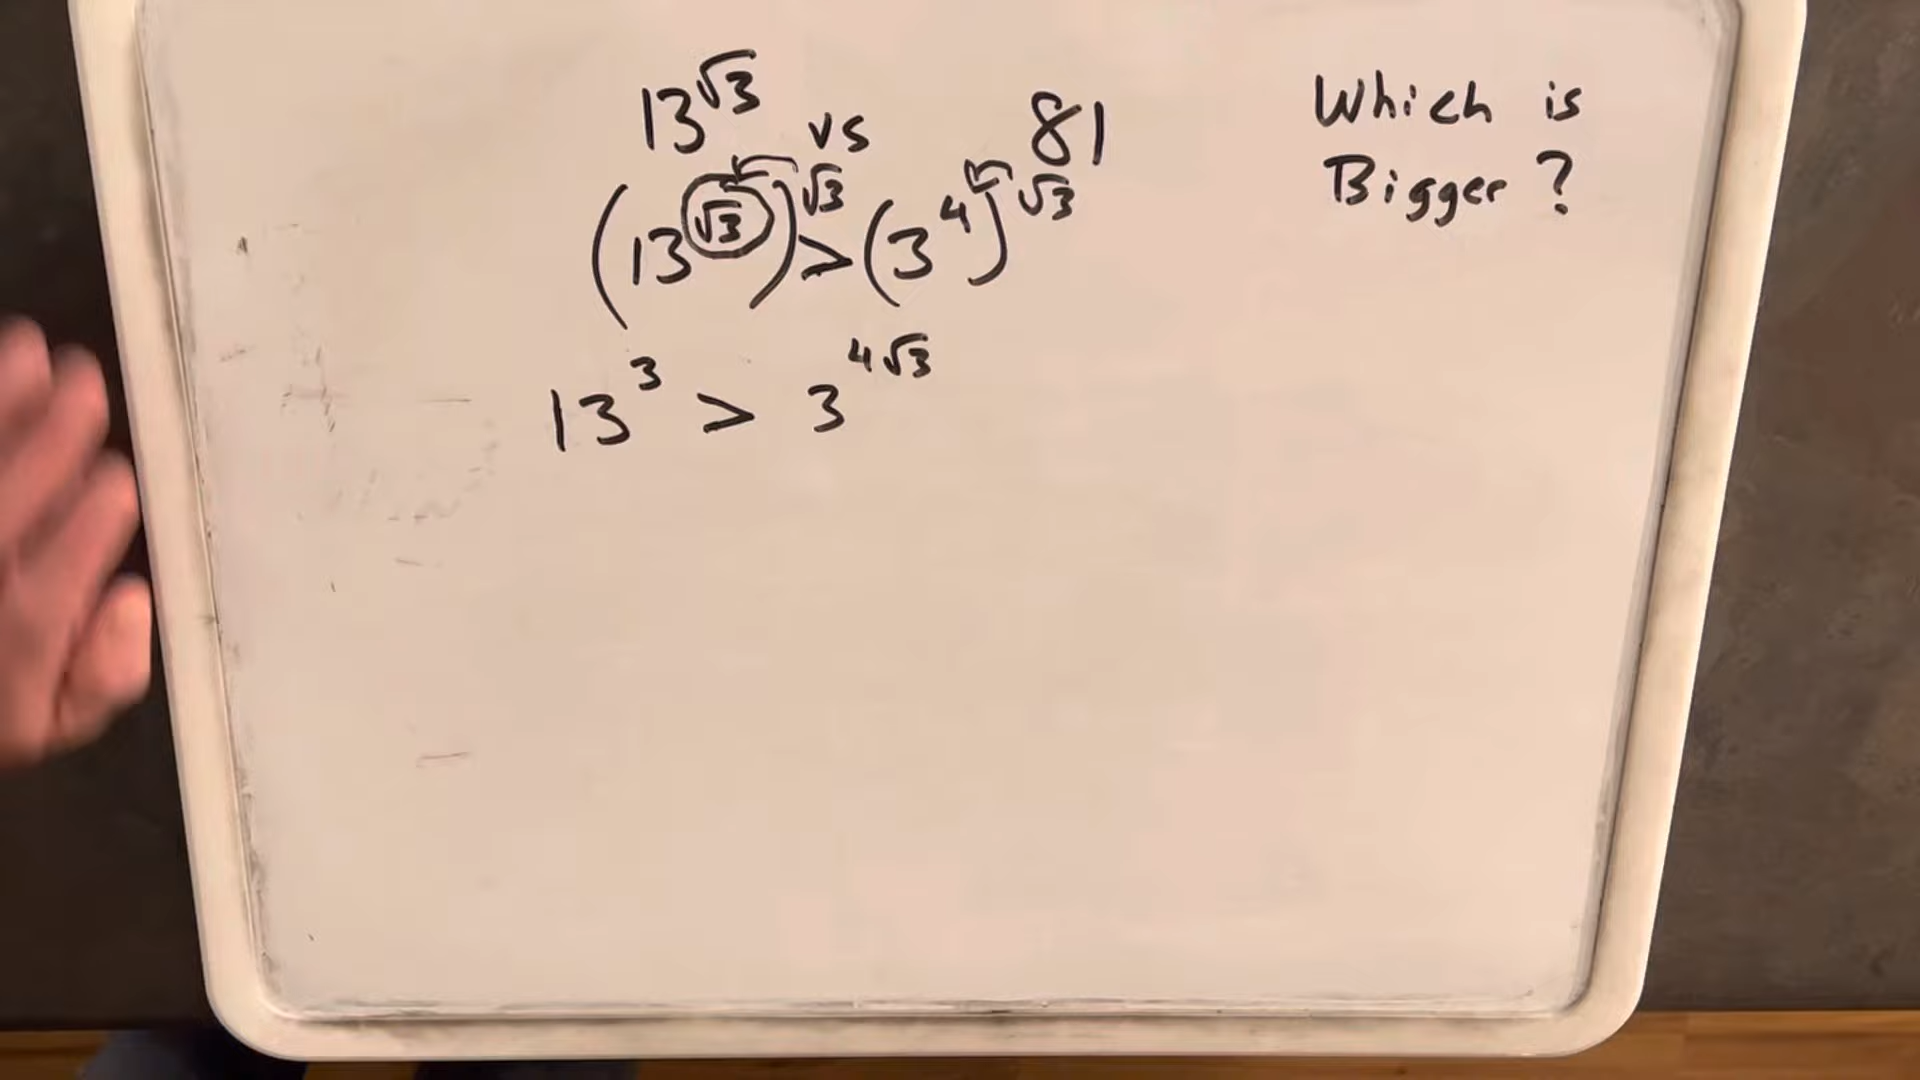 13^√3 vs 81
(13^√3)^√3 > (3^4)^√3
13^3 > 3^4√3
Which is
Bigger ?